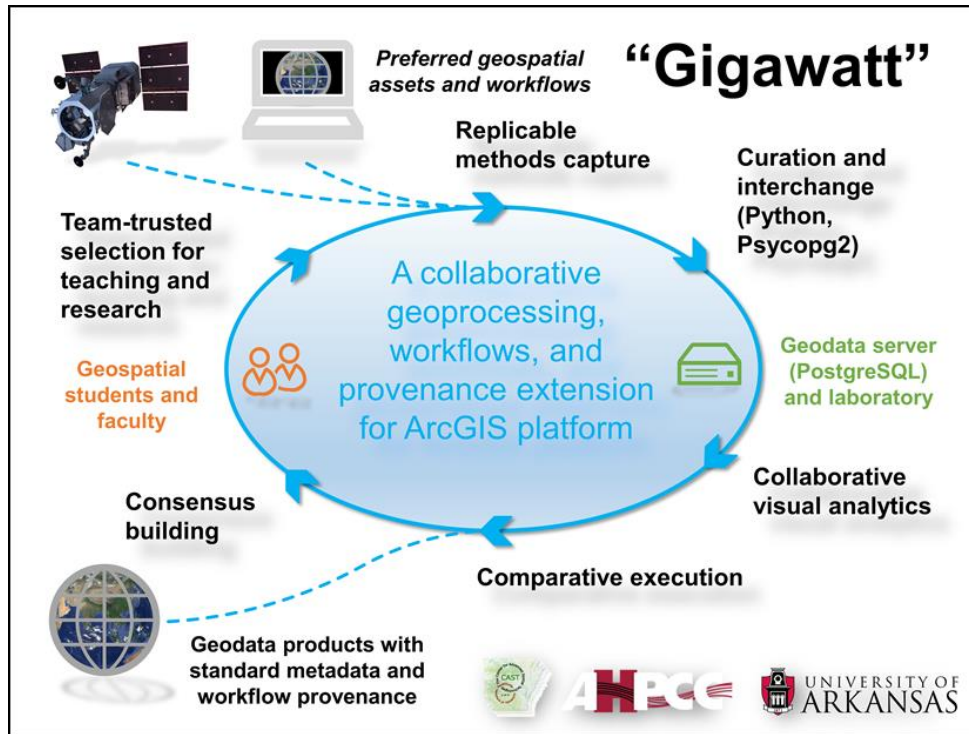 Preferred geospatial
assets and workflows
“Gigawatt”
Replicable
methods capture
Curation and
interchange
(Python,
Psycopg2)
Team-trusted
selection for
teaching and
research
A collaborative
geoprocessing,
workflows, and
provenance extension
for ArcGIS platform
Geospatial
students and
faculty
Geodata server
(PostgreSQL)
and laboratory
Collaborative
visual analytics
Consensus
building
Comparative execution
Geodata products with
standard metadata and
workflow provenance
CAST
AHPCC
UNIVERSITY OF
ARKANSAS